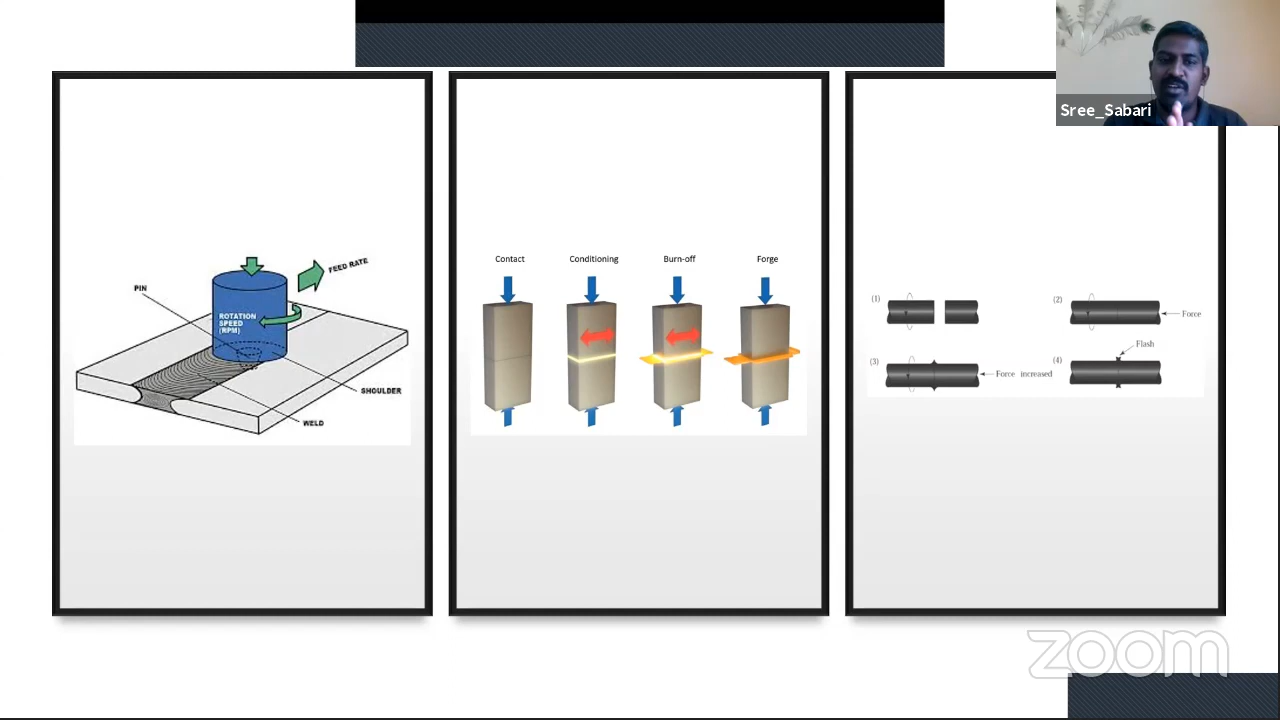 Sree_Sabari
PIN
FEED RATE
ROTATION
SPEED
(RPM)
SHOULDER
WELD
Contact
Conditioning
Burn-off
Forge
(1)
(2)
Force
(3)
Force increased
(4)
Flash
zoom